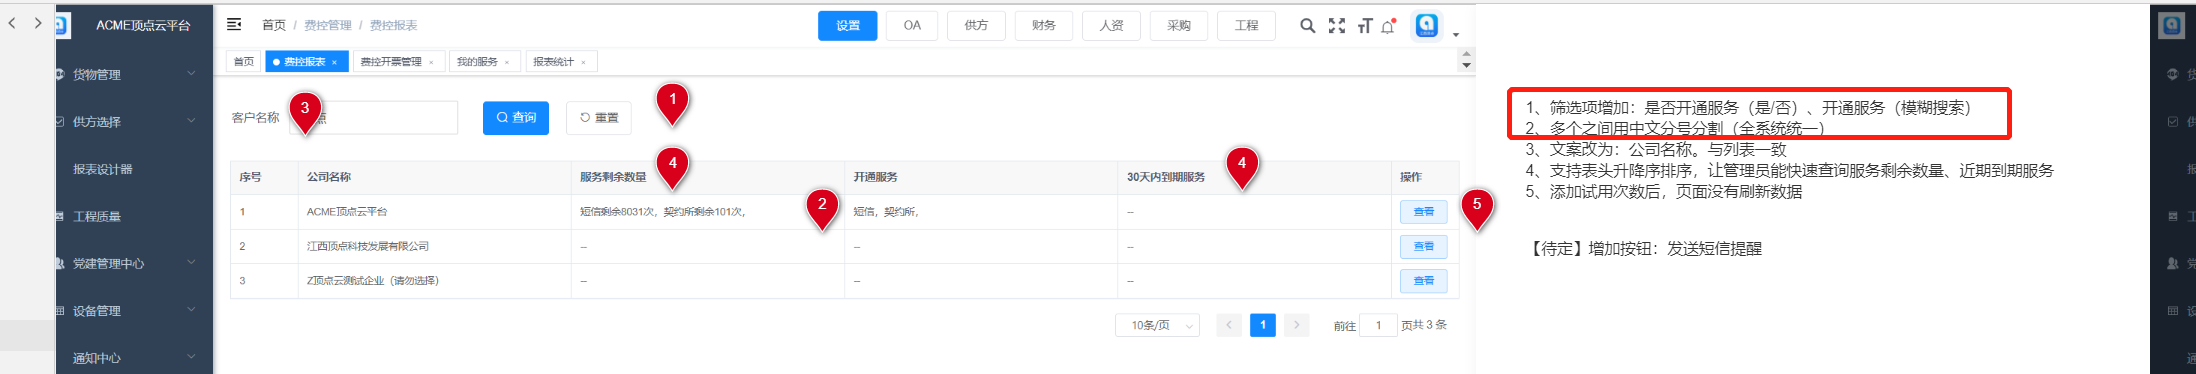 ACME顶点云平台
首页 / 费控管理 / 费控报表
设置 OA 供方 财务 人资 采购 工程
首页 费控报表 × 费控开票管理 × 我的服务 × 报表统计 ×
货物管理
供方选择
报表设计器
工程质量
党建管理中心
设备管理
通知中心
客户名称 3 点 查询 重置 1
4 4
序号 公司名称 服务剩余数量 开通服务 30天内到期服务 操作
2 5
1 ACME顶点云平台 短信剩余8031次，契约所剩余101次， 短信，契约所， -- 查看
2 江西顶点科技发展有限公司 -- -- -- 查看
3 Z顶点云测试企业（请勿选择） -- -- -- 查看
10条/页 1 前往 1 页共 3 条
1、筛选项增加：是否开通服务（是/否）、开通服务（模糊搜索）
2、多个之间用中文分号分割（全系统统一）
3、文案改为：公司名称。与列表一致
4、支持表头升降序排序，让管理员能快速查询服务剩余数量、近期到期服务
5、添加试用次数后，页面没有刷新数据
【待定】增加按钮：发送短信提醒